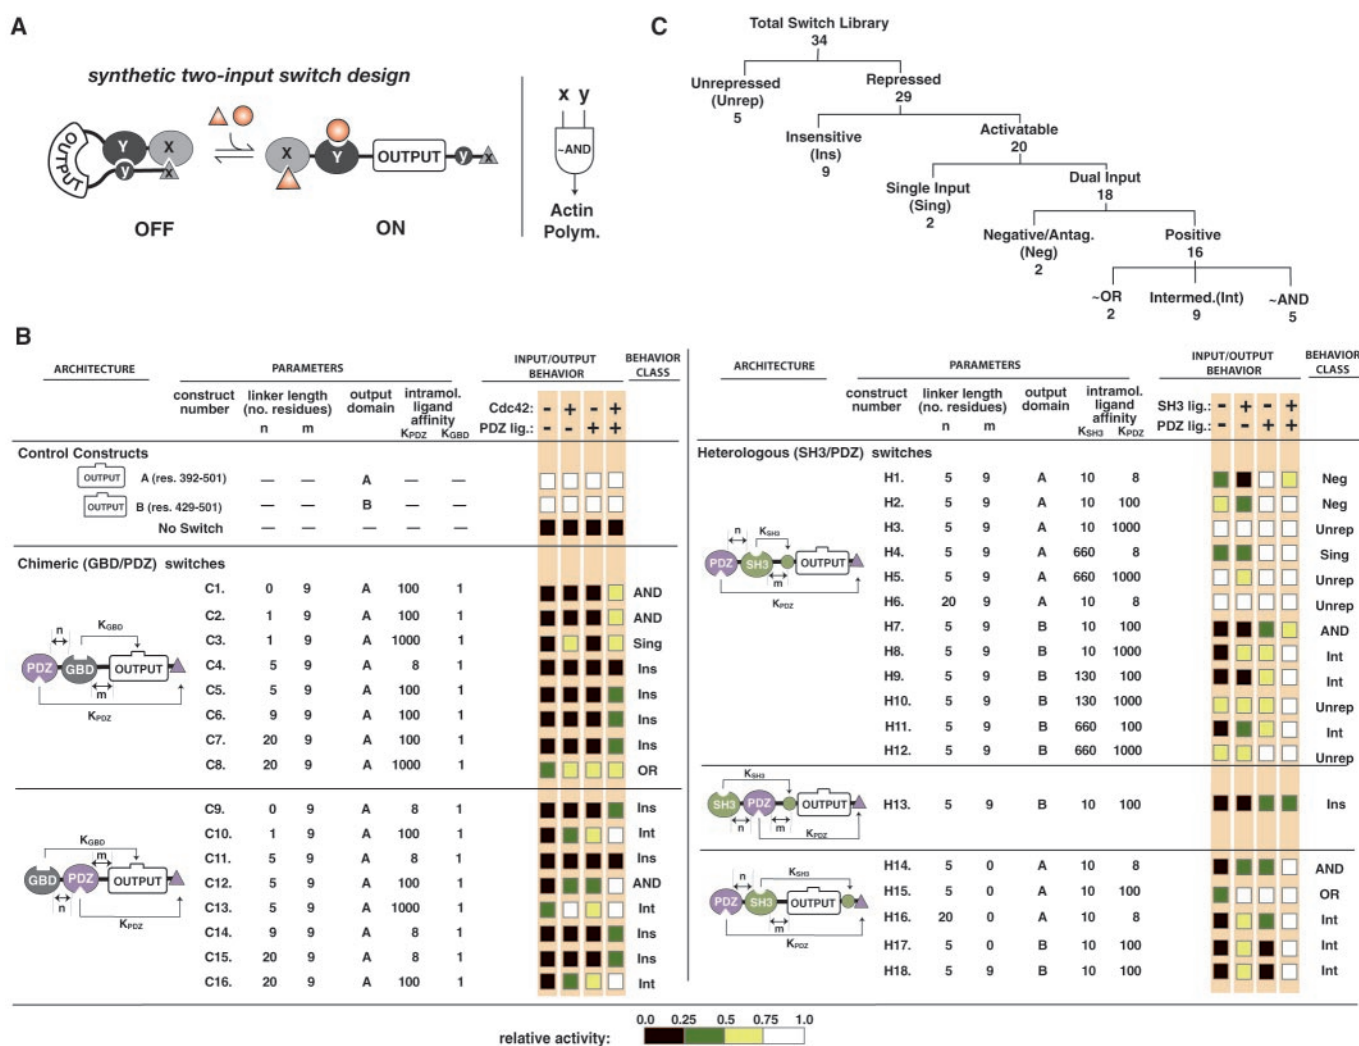 A
synthetic two-input switch design
OUTPUT
Y
X
y
x
X
Y
OUTPUT
y
x
OFF
ON
x y
~AND
Actin
Polym.
C
Total Switch Library
34
Unrepressed
(Unrep)
5
Repressed
29
Insensitive
(Ins)
9
Activatable
20
Single Input
(Sing)
2
Dual Input
18
Negative/Antag.
(Neg)
2
Positive
16
~OR
2
Intermed.(Int)
9
~AND
5
B
ARCHITECTURE
PARAMETERS
INPUT/OUTPUT
BEHAVIOR
BEHAVIOR
CLASS
construct
number
linker length
(no. residues)
n m
output
domain
intramol.
ligand
affinity
KPDZ KGBD
Cdc42: - + - +
PDZ lig.: - - + +
Control Constructs
OUTPUT A (res. 392-501) — — A — —
OUTPUT B (res. 429-501) — — B — —
No Switch — — — — —
Chimeric (GBD/PDZ) switches
n
KGBD
PDZ
GBD
OUTPUT
m
KPDZ
C1. 0 9 A 100 1 AND
C2. 1 9 A 100 1 AND
C3. 1 9 A 1000 1 Sing
C4. 5 9 A 8 1 Ins
C5. 5 9 A 100 1 Ins
C6. 9 9 A 100 1 Ins
C7. 20 9 A 100 1 Ins
C8. 20 9 A 1000 1 OR
KGBD
m
GBD
PDZ
OUTPUT
n
KPDZ
C9. 0 9 A 8 1 Ins
C10. 1 9 A 100 1 Int
C11. 5 9 A 8 1 Ins
C12. 5 9 A 100 1 AND
C13. 5 9 A 1000 1 Int
C14. 9 9 A 8 1 Ins
C15. 20 9 A 8 1 Ins
C16. 20 9 A 100 1 Int
ARCHITECTURE
PARAMETERS
INPUT/OUTPUT
BEHAVIOR
BEHAVIOR
CLASS
construct
number
linker length
(no. residues)
n m
output
domain
intramol.
ligand
affinity
KSH3 KPDZ
SH3 lig.: - + - +
PDZ lig.: - - + +
Heterologous (SH3/PDZ) switches
n
KSH3
PDZ
SH3
OUTPUT
m
KPDZ
H1. 5 9 A 10 8 Neg
H2. 5 9 A 10 100 Neg
H3. 5 9 A 10 1000 Unrep
H4. 5 9 A 660 8 Sing
H5. 5 9 A 660 1000 Unrep
H6. 20 9 A 10 8 Unrep
H7. 5 9 B 10 100 AND
H8. 5 9 B 10 1000 Int
H9. 5 9 B 130 100 Int
H10. 5 9 B 130 1000 Unrep
H11. 5 9 B 660 100 Int
H12. 5 9 B 660 1000 Unrep
KSH3
SH3
PDZ
OUTPUT
n
m
KPDZ
H13. 5 9 B 10 100 Ins
n
KSH3
PDZ
SH3
OUTPUT
m
KPDZ
H14. 5 0 A 10 8 AND
H15. 5 0 A 10 100 OR
H16. 20 0 A 10 8 Int
H17. 5 0 B 10 100 Int
H18. 5 9 B 10 100 Int
0.0 0.25 0.5 0.75 1.0
relative activity: